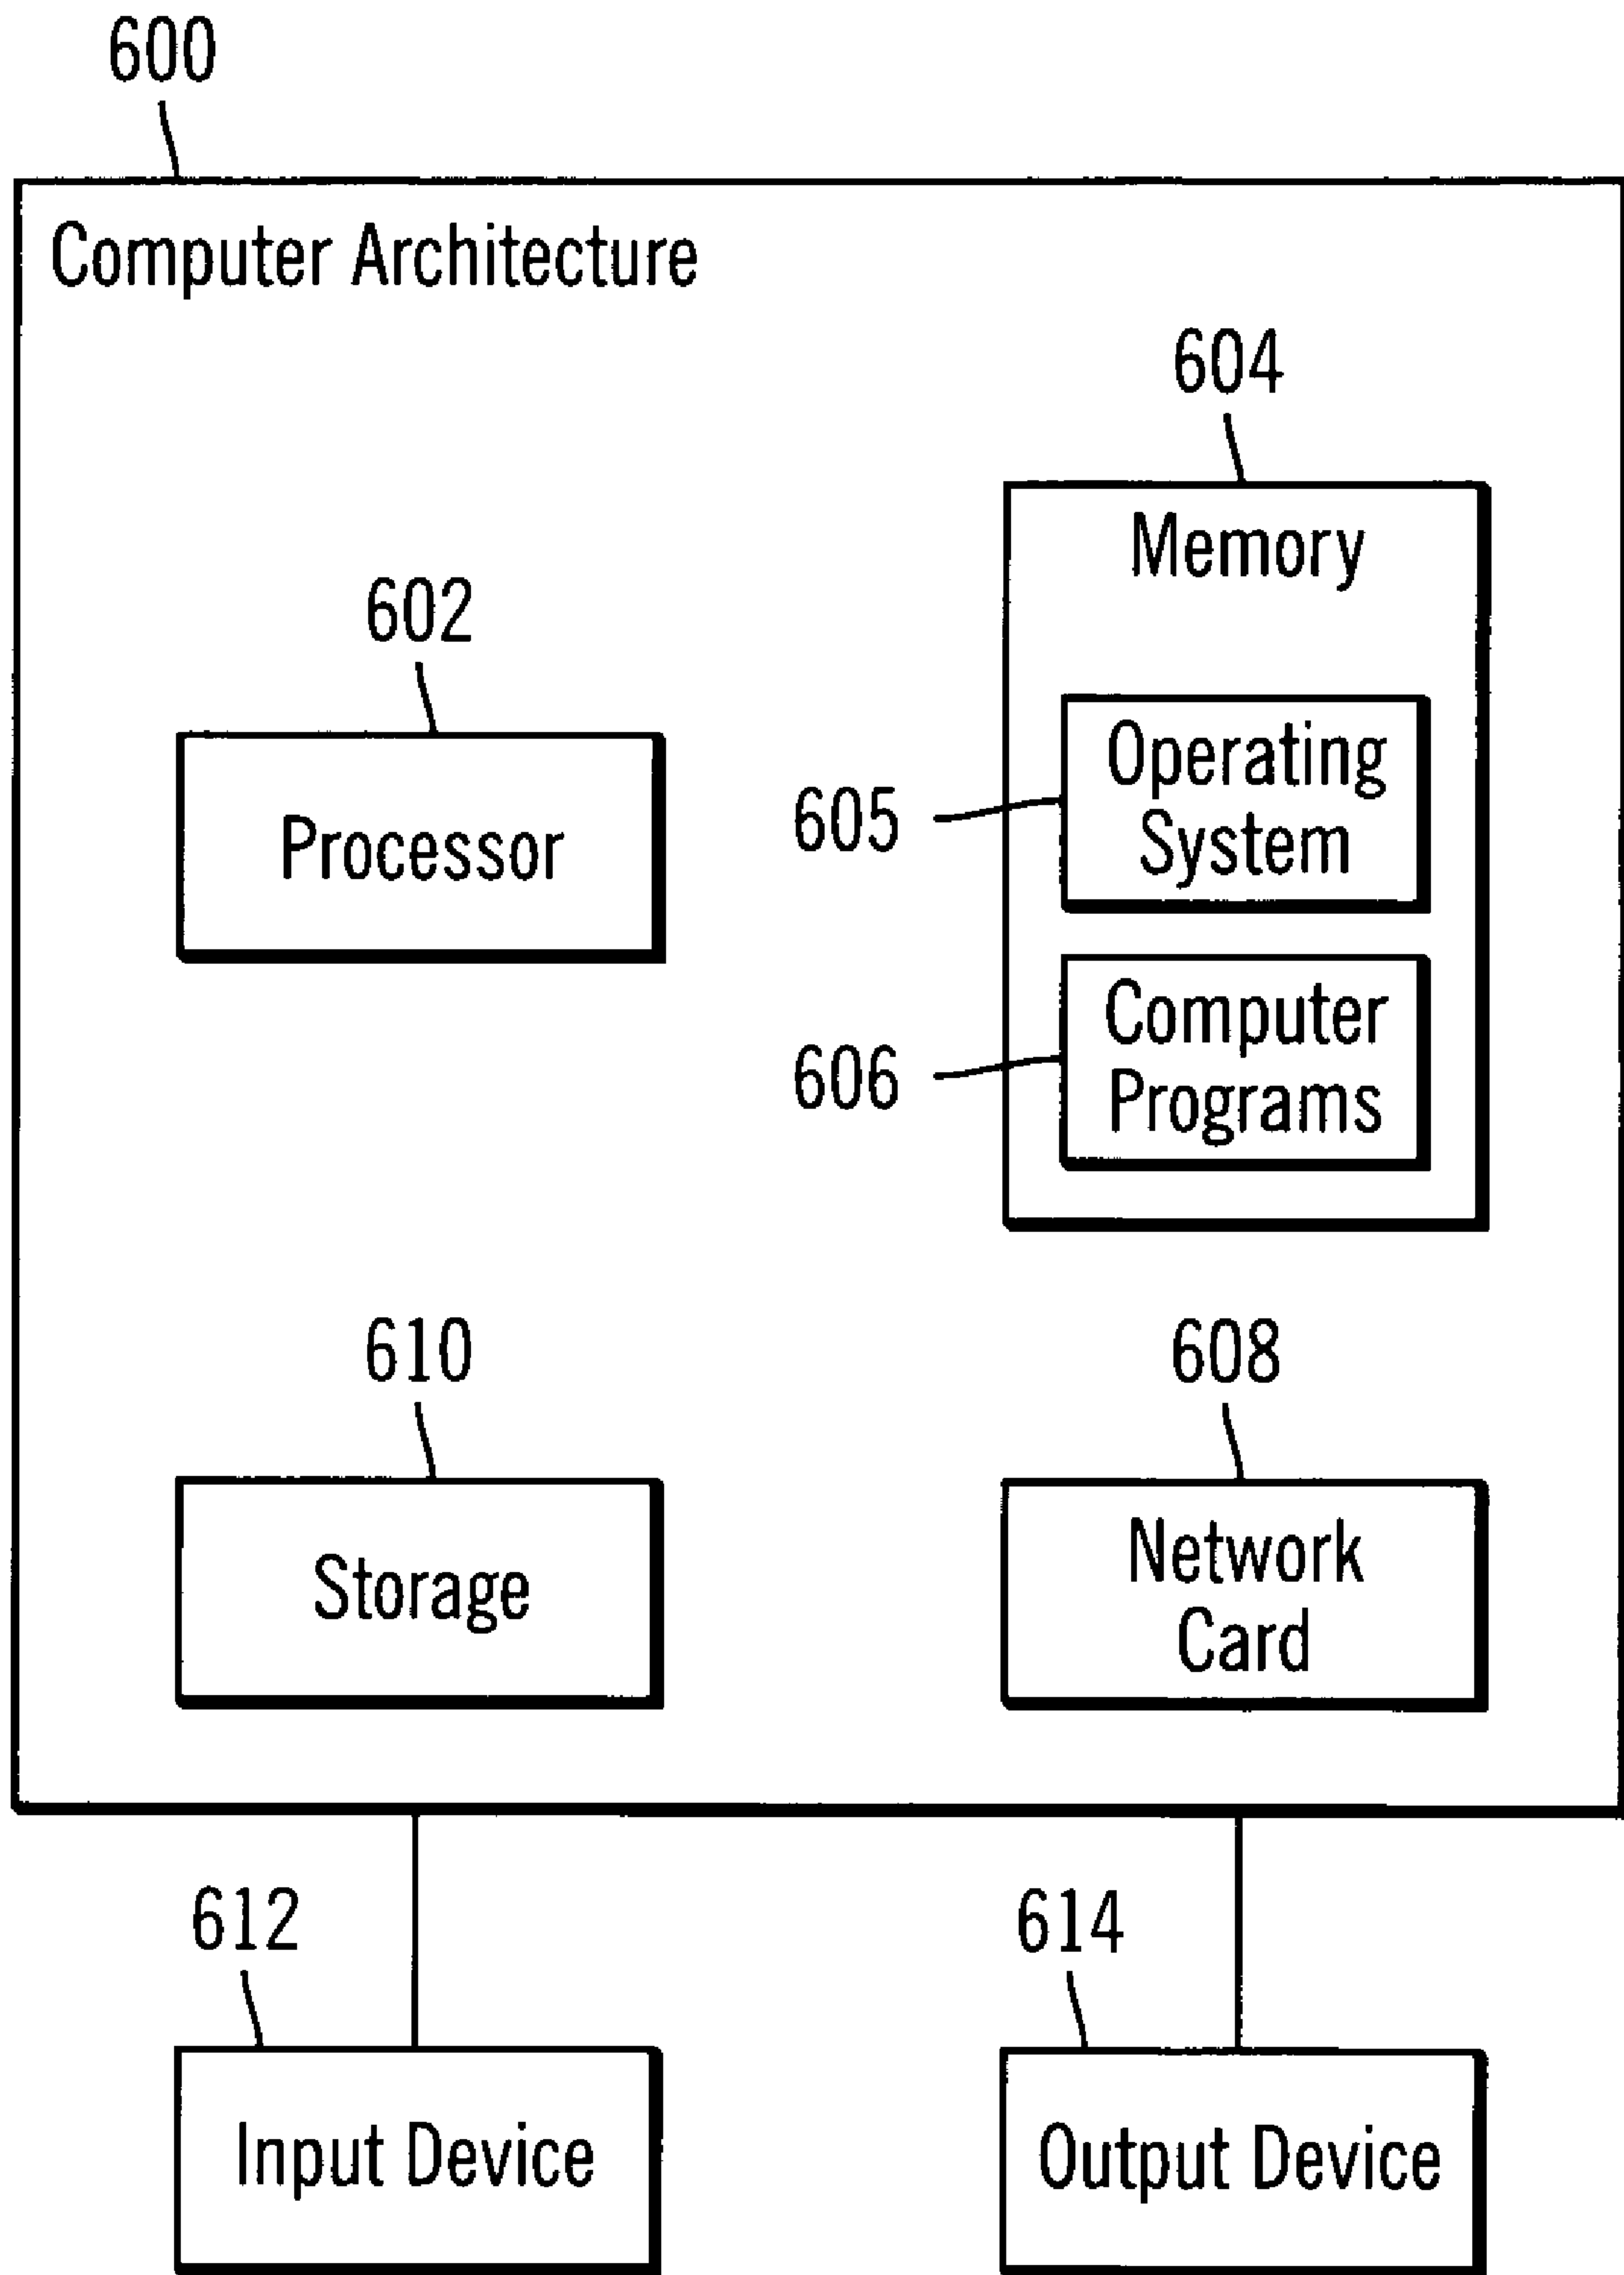 600
Computer Architecture
604
Memory
602
Processor
605
Operating
System
606
Computer
Programs
610
Storage
608
Network
Card
612
Input Device
614
Output Device